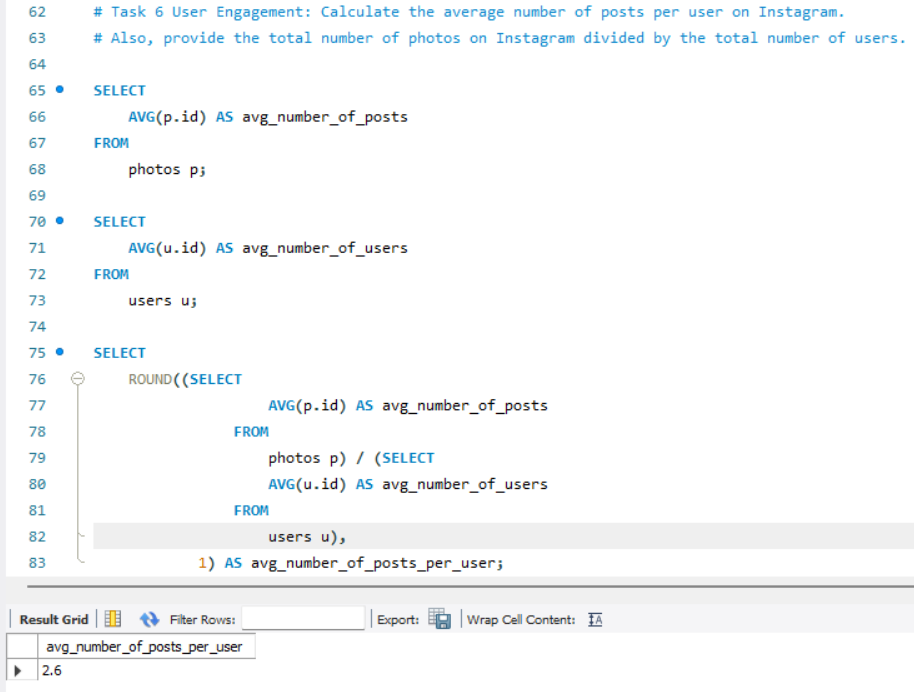 62 # Task 6 User Engagement: Calculate the average number of posts per user on Instagram.
63 # Also, provide the total number of photos on Instagram divided by the total number of users.
64
65 SELECT
66 AVG(p.id) AS avg_number_of_posts
67 FROM
68 photos p;
69
70 SELECT
71 AVG(u.id) AS avg_number_of_users
72 FROM
73 users u;
74
75 SELECT
76 ROUND((SELECT
77 AVG(p.id) AS avg_number_of_posts
78 FROM
79 photos p) / (SELECT
80 AVG(u.id) AS avg_number_of_users
81 FROM
82 users u),
83 1) AS avg_number_of_posts_per_user;
Result Grid Filter Rows: Export: Wrap Cell Content: IA
avg_number_of_posts_per_user
2.6